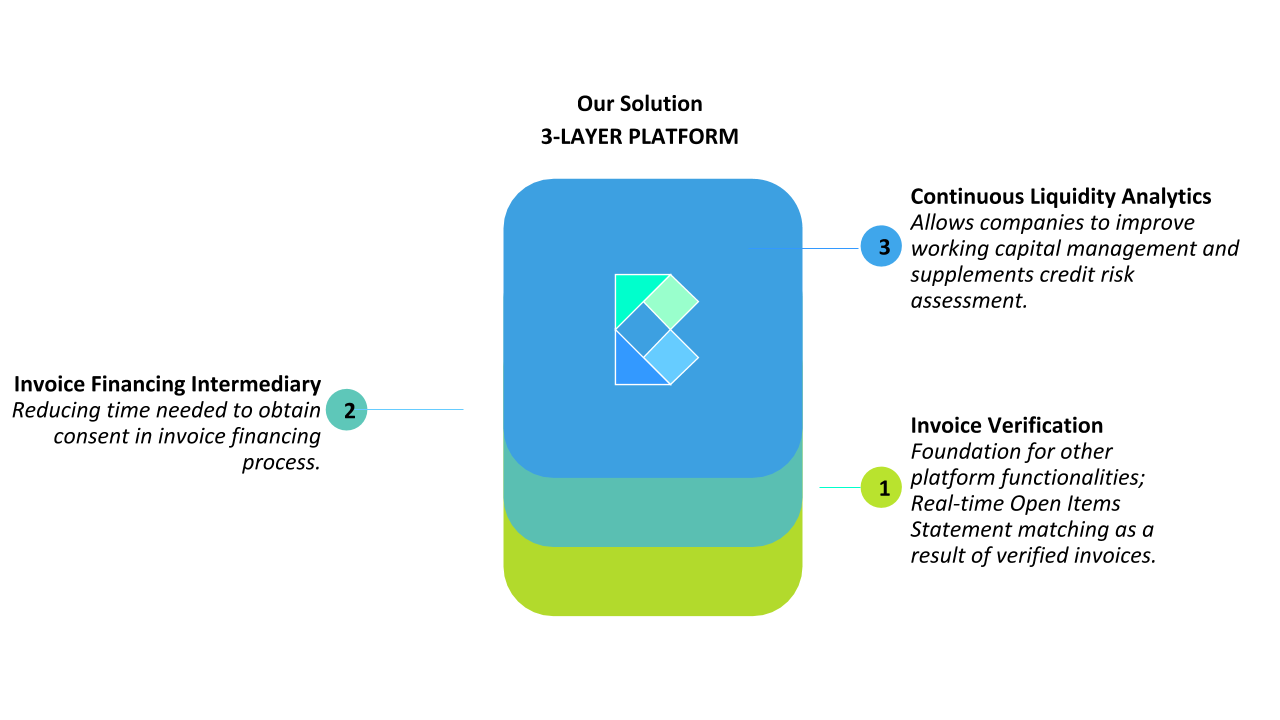 Our Solution
3-LAYER PLATFORM
Continuous Liquidity Analytics
Allows companies to improve
working capital management and
supplements credit risk
assessment.
3
Invoice Financing Intermediary
Reducing time needed to obtain
consent in invoice financing
process.
2
Invoice Verification
Foundation for other
platform functionalities;
Real-time Open Items
Statement matching as a
result of verified invoices.
1